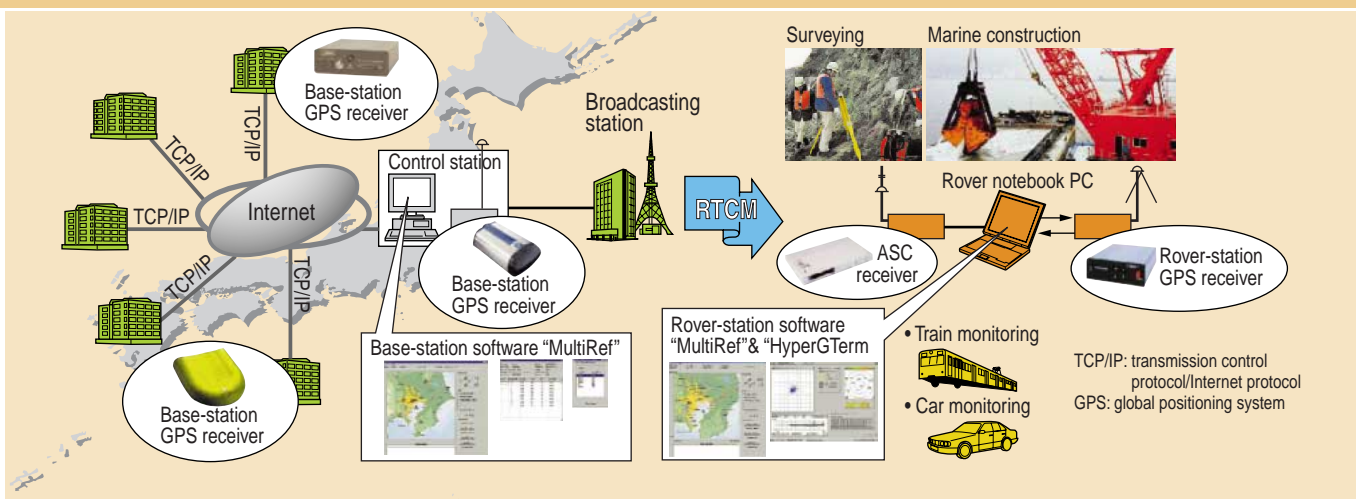 Surveying
Marine construction
Base-station
GPS receiver
Broadcasting
station
TCP/IP
TCP/IP
TCP/IP
TCP/IP
TCP/IP
Internet
Control station
RTCM
Rover notebook PC
Base-station
GPS receiver
ASC
receiver
Rover-station
GPS receiver
Base-station software “MultiRef”
Rover-station software
“MultiRef”& “HyperGTerm
Base-station
GPS receiver
• Train monitoring
• Car monitoring
TCP/IP: transmission control
protocol/Internet protocol
GPS: global positioning system